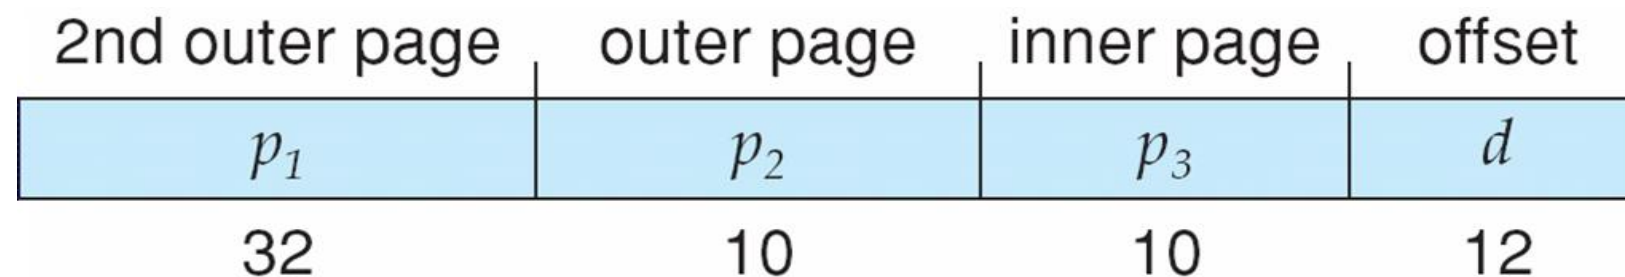 2nd outer page outer page inner page offset
p1 p2 p3 d
32 10 10 12